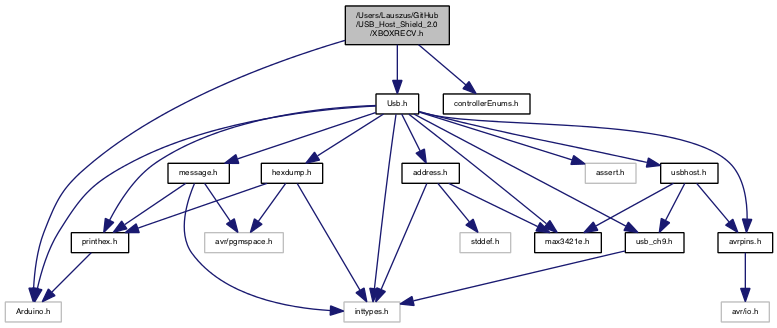 /Users/Lauszus/GitHub
/USB_Host_Shield_2.0
/XBOXRECV.h
Usb.h
controllerEnums.h
message.h
hexdump.h
address.h
assert.h
usbhost.h
printhex.h
avr/pgmspace.h
stddef.h
max3421e.h
usb_ch9.h
avrpins.h
Arduino.h
inttypes.h
avr/io.h